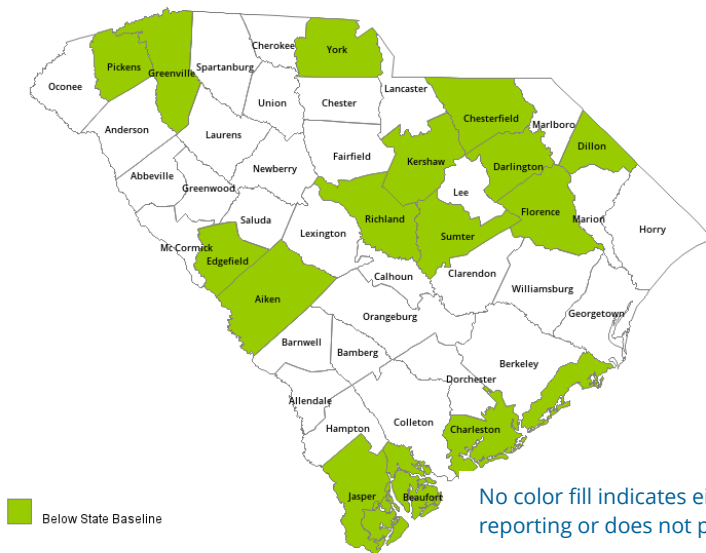 Cherokee
York
Pickens
Greenville
Spartanburg
Oconee
Union
Chester
Lancaster
Anderson
Laurens
Chesterfield
Marlboro
Dillon
Fairfield
Kershaw
Darlington
Abbeville
Newberry
Greenwood
Lee
Saluda
Richland
Florence
Marion
Horry
Lexington
Sumter
Mc Cormick
Edgefield
Calhoun
Clarendon
Williamsburg
Aiken
Orangeburg
Georgetown
Barnwell
Bamberg
Berkeley
Dorchester
Allendale
Hampton
Colleton
Charleston
Jasper
Beaufort
No color fill indicates
reporting or does not
Below State Baseline